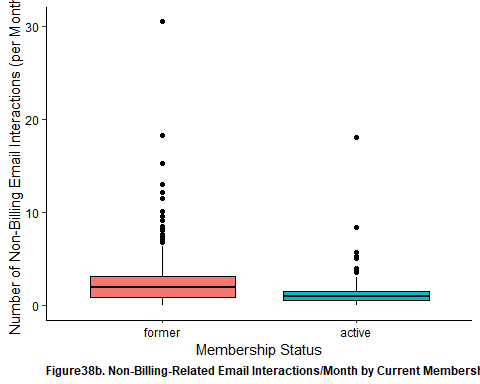 Number of Non-Billing Email Interactions (per Month
30
20
10
0
former active
Membership Status
Figure38b. Non-Billing-Related Email Interactions/Month by Current Membersh